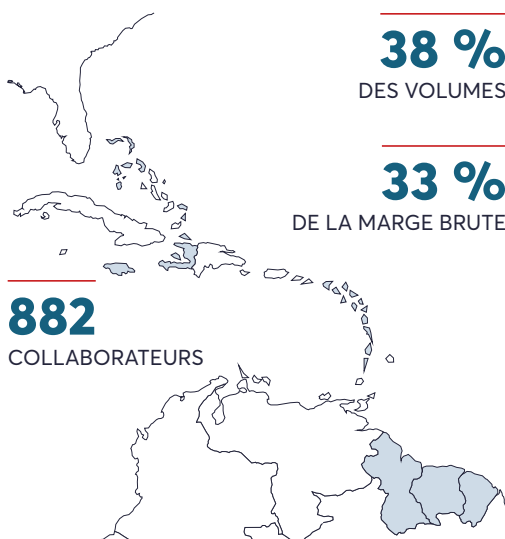 38 %
DES VOLUMES
33 %
DE LA MARGE BRUTE
882
COLLABORATEURS